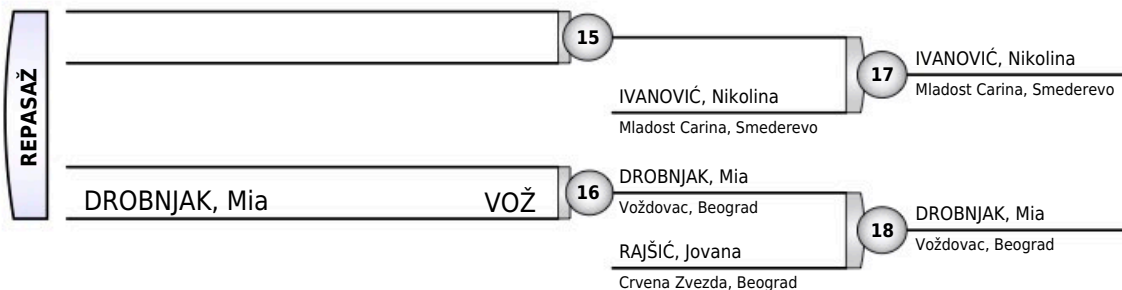 REPASAŽ
15
IVANOVIĆ, Nikolina
Mladost Carina, Smederevo
17
IVANOVIĆ, Nikolina
Mladost Carina, Smederevo
DROBNJAK, Mia VOŽ
16
DROBNJAK, Mia
Voždovac, Beograd
RAJŠIĆ, Jovana
Crvena Zvezda, Beograd
18
DROBNJAK, Mia
Voždovac, Beograd